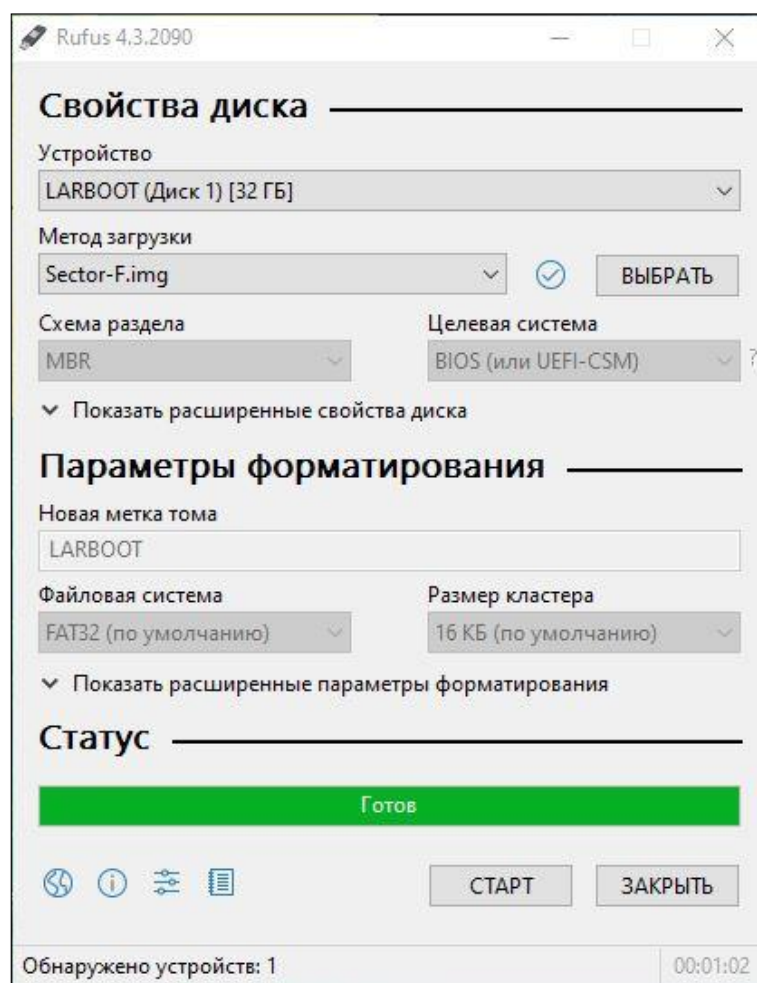 Rufus 4.3.2090
Свойства диска
Устройство
LARBOOT (Диск 1) [32 ГБ]
Метод загрузки
Sector-F.img
ВЫБРАТЬ
Схема раздела
Целевая система
MBR
BIOS (или UEFI-CSM)
?
Показать расширенные свойства диска
Параметры форматирования
Новая метка тома
LARBOOT
Файловая система
Размер кластера
FAT32 (по умолчанию)
16 КБ (по умолчанию)
Показать расширенные параметры форматирования
Статус
Готов
СТАРТ
ЗАКРЫТЬ
Обнаружено устройств: 1
00:01:02